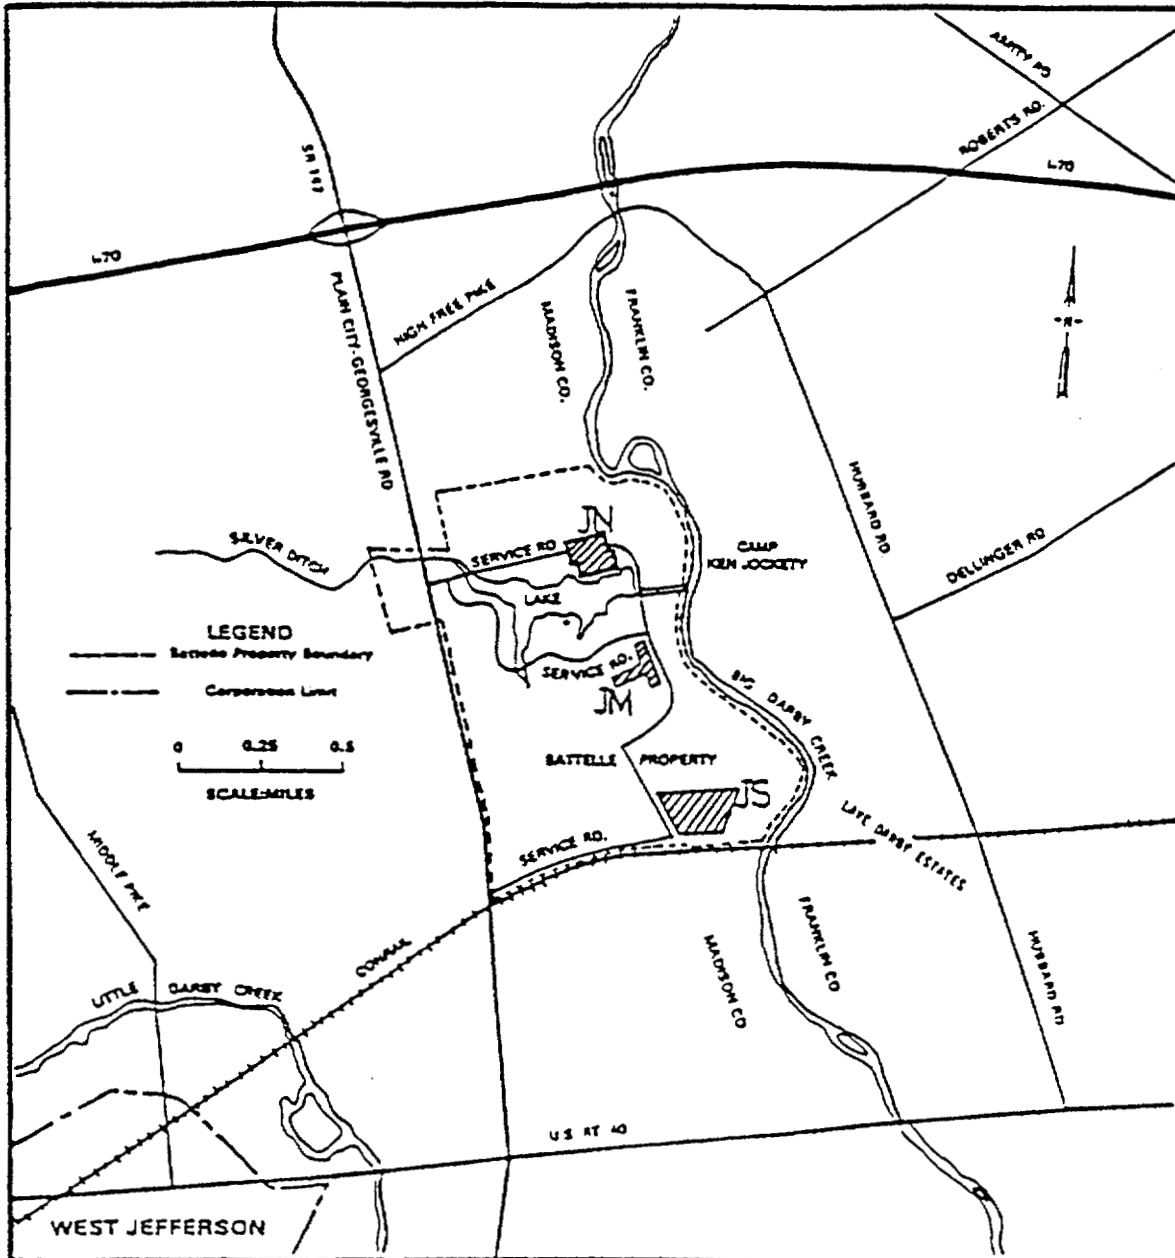 AMITY RD
ROBERTS RD.
I-70
SR 142
I-70
PLAIN CITY-GEORGESVILLE RD
HIGH FREE PIKE
MADISON CO.
FRANKLIN CO.
N
HUBBARD RD
DELLINGER RD
JN
SERVICE RD
CAMP
KEN JOCKETY
SILVER DITCH
LAKE
LEGEND
Battelle Property Boundary
Corporation Limit
0 0.25 0.5
SCALE:MILES
SERVICE RD.
JM
BIG DARBY CREEK
BATTELLE PROPERTY
JS
LAKE DARBY ESTATES
SERVICE RD.
MIDDLE PIKE
CONRAIL
MADISON CO
FRANKLIN CO
HUBBARD RD
LITTLE DARBY CREEK
U.S RT 40
WEST JEFFERSON